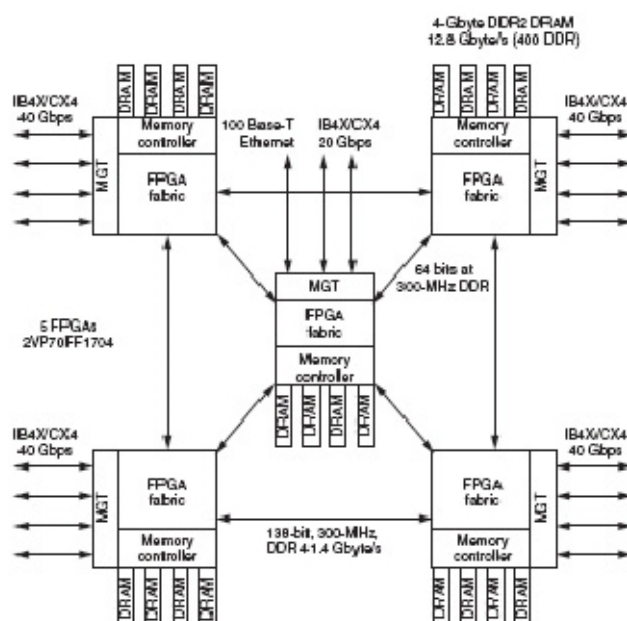 4-Gbyte DIDR2 DRAM
12.8 Gbyte/s (400 DDR)
DRAM
DRAM
DRAM
DRAM
DRAM
DRAM
DRAM
DRAM
IB4X/CX4
40 Gbps
Memory
controller
MGT
FPGA
fabric
100 Base-T
Ethernet
IB4X/CX4
20 Gbps
Memory
controller
FPGA
fabric
MGT
IB4X/CX4
40 Gbps
64 bits at
300-MHz DDR
MGT
FPGA
fabric
Memory
controller
DRAM
DRAM
DRAM
DRAM
5 FPGAs
2VP70FF1704
IB4X/CX4
40 Gbps
MGT
FPGA
fabric
Memory
controller
DRAM
DRAM
DRAM
DRAM
138-bit, 300-MHz,
DDR 41.4 Gbyte/s
FPGA
fabric
Memory
controller
MGT
IB4X/CX4
40 Gbps
DRAM
DRAM
DRAM
DRAM